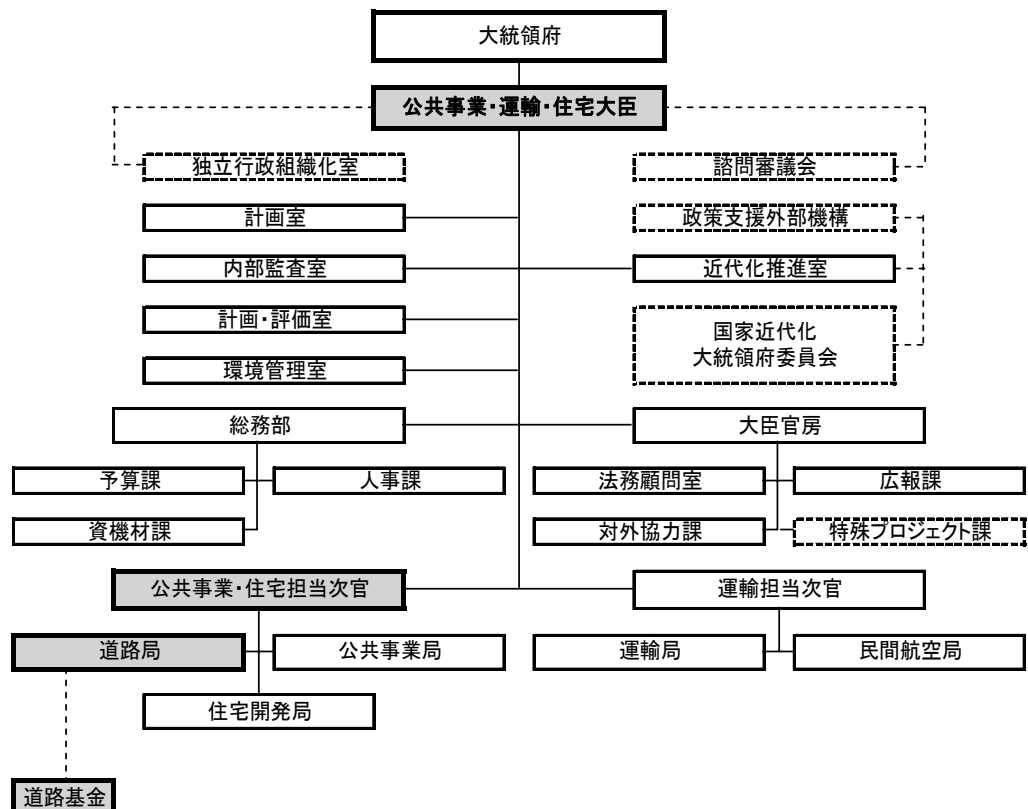 大統領府
公共事業・運輸・住宅大臣
独立行政組織化室
諮問審議会
計画室
政策支援外部機構
内部監査室
近代化推進室
計画・評価室
国家近代化
大統領府委員会
環境管理室
総務部
大臣官房
予算課
人事課
法務顧問室
広報課
資機材課
対外協力課
特殊プロジェクト課
公共事業・住宅担当次官
運輸担当次官
道路局
公共事業局
運輸局
民間航空局
住宅開発局
道路基金